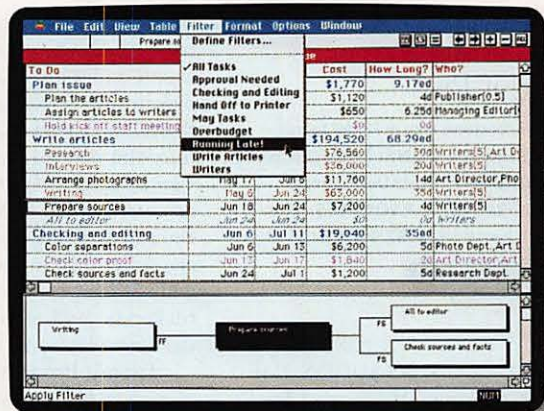 File Edit View Table Filter Format Options Window
Prepare so
Define Filters...
✓All Tasks
Approval Needed
Checking and Editing
Hand Off to Printer
May Tasks
Overbudget
Running Late!
Write Articles
Writers
To Do Cost How Long? Who?
Plan issue $1,770 9.17ed
Plan the articles $1,120 4d Publisher[0.5]
Assign articles to writers $650 6.25d Managing Editor[
Hold kick off staff meeting $0 0d
Write articles $194,520 68.29ed
Research $76,560 30d Writers[5],Art D
Interviews $36,000 20d Writers[5]
Arrange photographs May 17 Jun 5 $11,760 14d Art Director,Pho
Writing May 6 Jun 24 $63,000 35d Writers[5]
Prepare sources Jun 18 Jun 24 $7,200 4d Writers[5]
All to editor Jun 24 Jun 24 $0 0d Writers
Checking and editing Jun 6 Jul 11 $19,040 35ed
Color separations Jun 6 Jun 13 $6,200 5d Photo Dept.,Art D
Check color proof Jun 13 Jun 17 $1,840 2d Art Director,Art
Check sources and facts Jun 24 Jul 1 $1,200 5d Research Dept.
Writing
FF
Prepare sources
FS
All to editor
FS
Check sources and facts
Apply Filter NUM